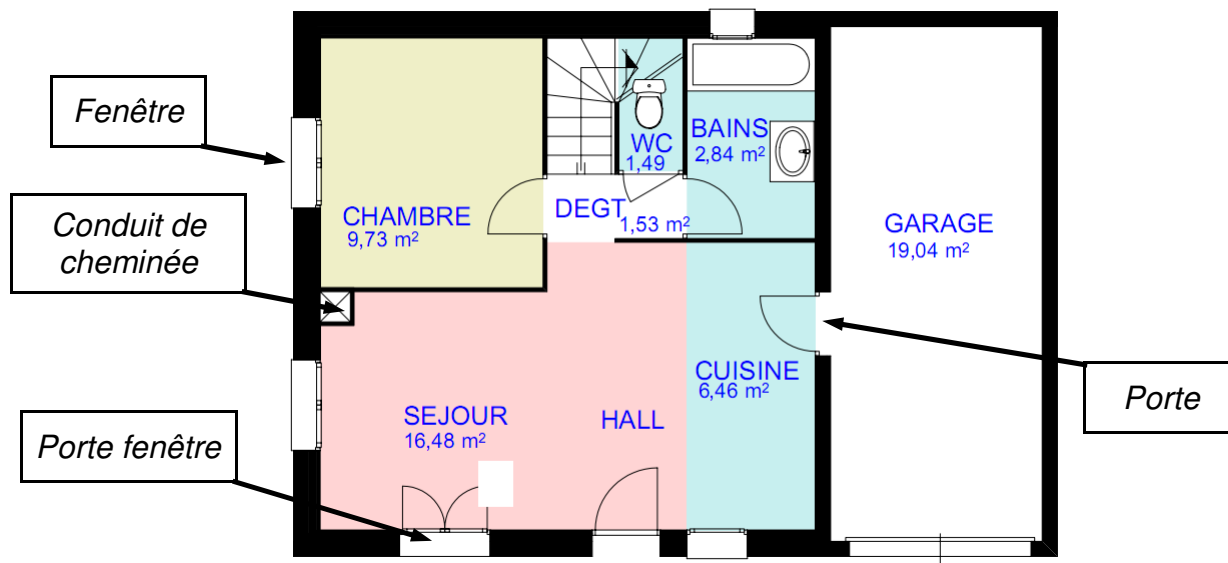 Fenêtre
Conduit de
cheminée
Porte fenêtre
CHAMBRE
9,73 m²
WC
1,49
BAINS
2,84 m²
DEGT
1,53 m²
GARAGE
19,04 m²
SEJOUR
16,48 m²
HALL
CUISINE
6,46 m²
Porte